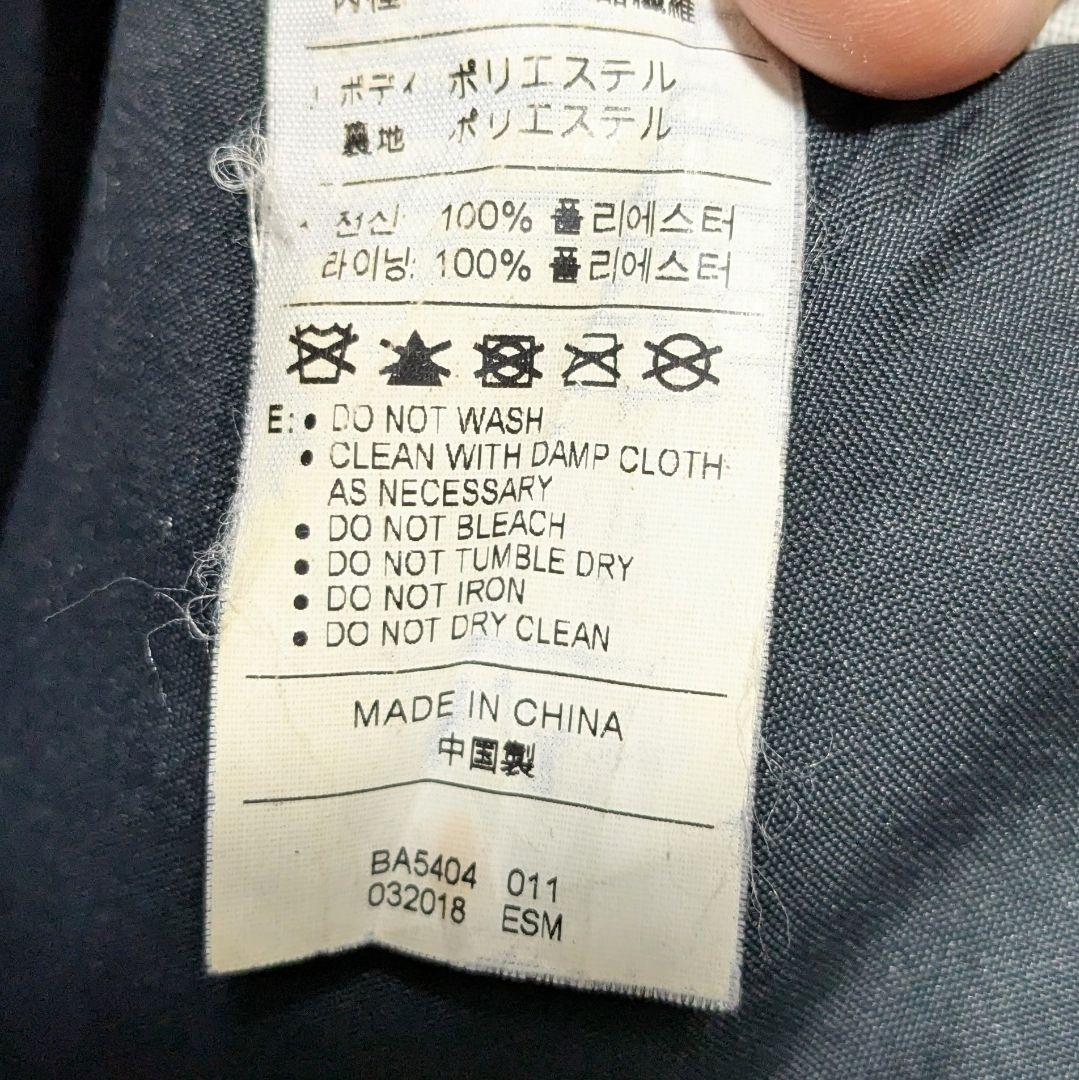 ボディ ポリエステル
裏地 ポリエステル
전신: 100% 폴리에스터
라이닝: 100% 폴리에스터
E: • DO NOT WASH
• CLEAN WITH DAMP CLOTH
AS NECESSARY
• DO NOT BLEACH
• DO NOT TUMBLE DRY
• DO NOT IRON
• DO NOT DRY CLEAN
MADE IN CHINA
中国製
BA5404 011
032018 ESM